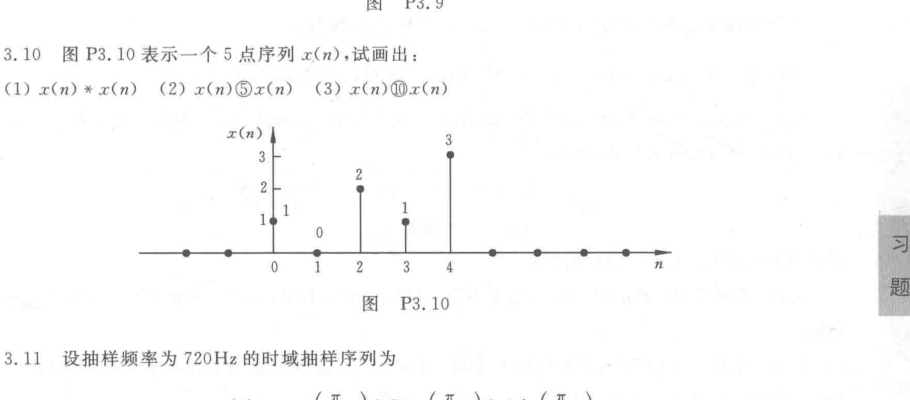 图 P3.9
3.10 图 P3.10 表示一个 5 点序列 x(n),试画出:
(1) x(n) * x(n) (2) x(n)⑤x(n) (3) x(n)⑩x(n)
x(n)
3
3
2
2
1
1
1
0
0 1 2 3 4 n
图 P3.10
习
题
3.11 设抽样频率为 720Hz 的时域抽样序列为